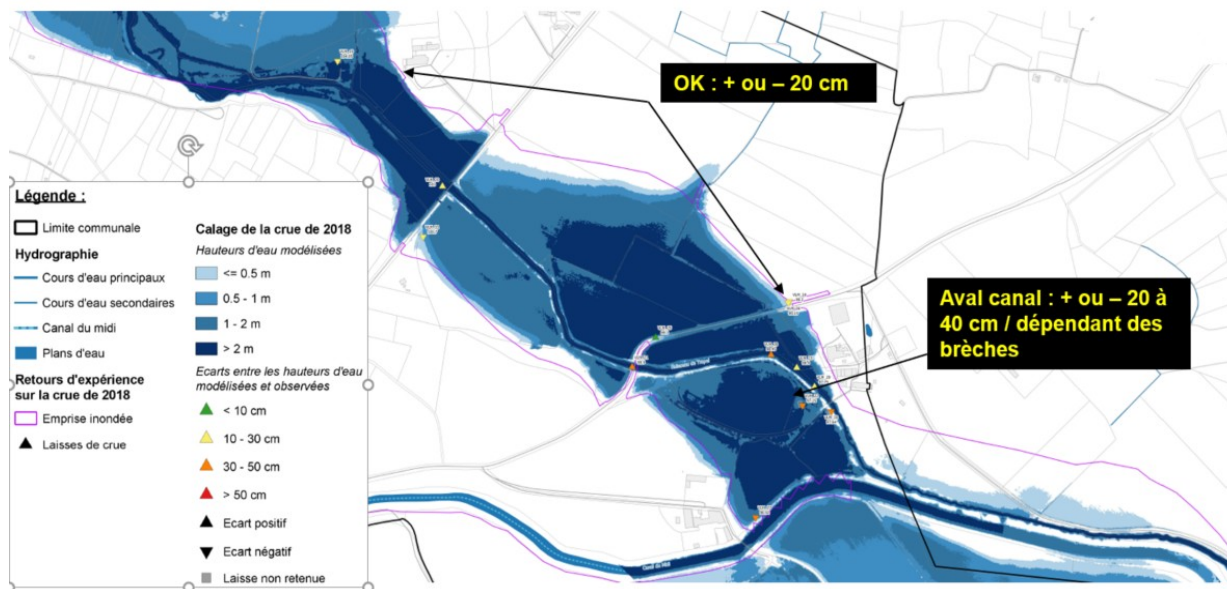 OK : + ou – 20 cm
Légende :
Limite communale
Hydrographie
Cours d'eau principaux
Cours d'eau secondaires
Canal du midi
Plans d'eau
Retours d'expérience
sur la crue de 2018
Emprise inondée
Laisses de crue
Calage de la crue de 2018
Hauteurs d'eau modélisées
<= 0.5 m
0.5 - 1 m
1 - 2 m
> 2 m
Ecarts entre les hauteurs d'eau
modélisées et observées
< 10 cm
10 - 30 cm
30 - 50 cm
> 50 cm
Ecart positif
Ecart négatif
Laisse non retenue
Aval canal : + ou – 20 à
40 cm / dépendant des
brèches
Canal du Midi